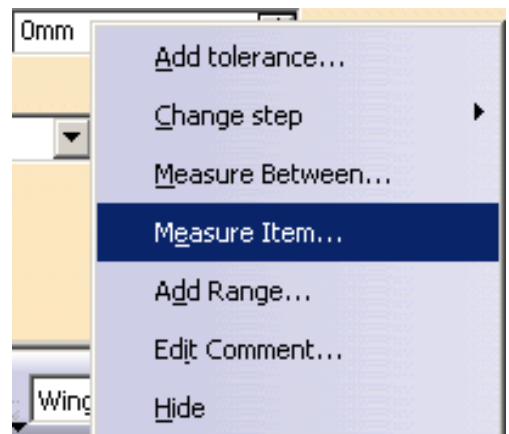 0mm
Add tolerance...
Change step
Measure Between...
Measure Item...
Add Range...
Edit Comment...
Wing
Hide